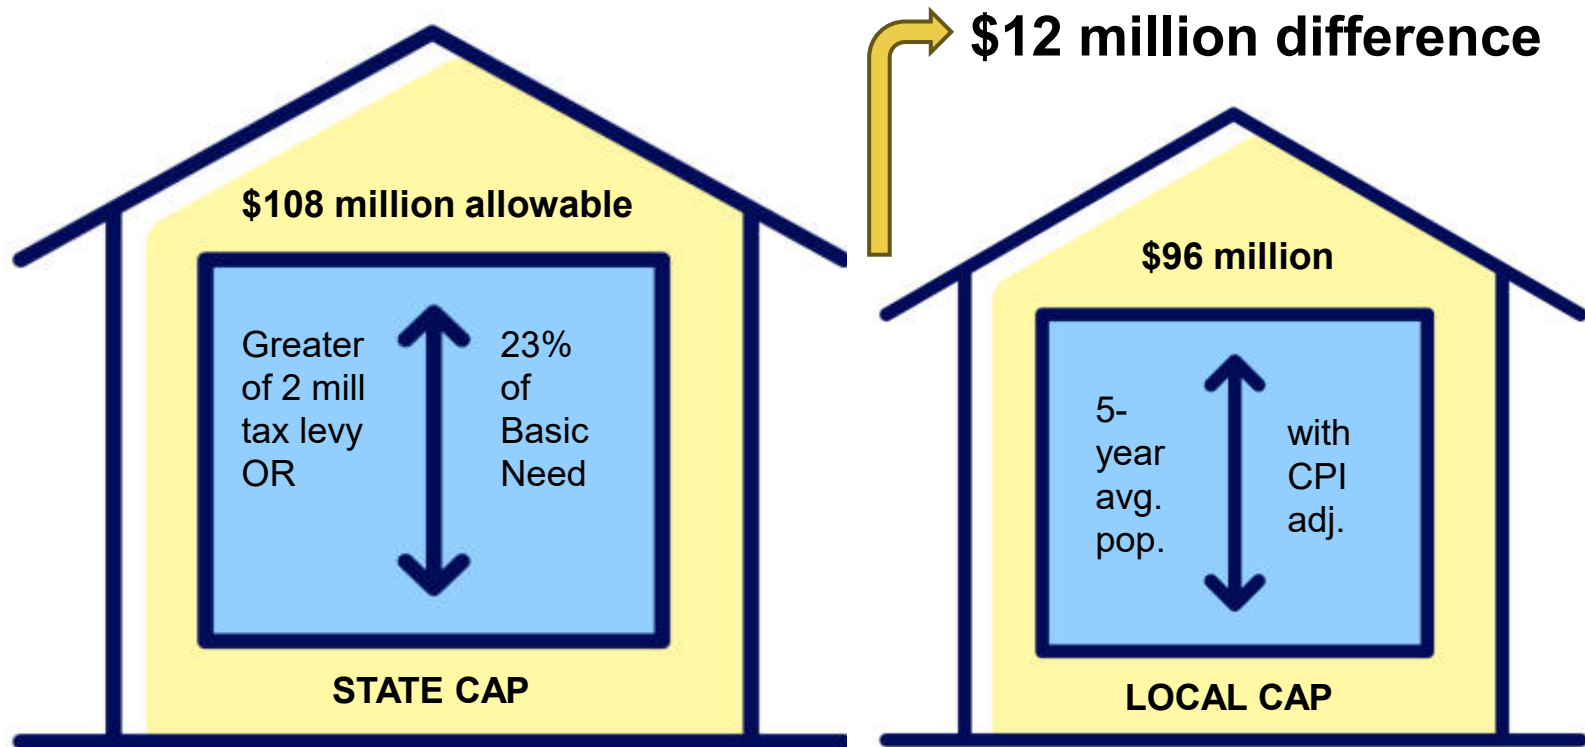 $12 million difference
$108 million allowable
Greater
of 2 mill
tax levy
OR
23%
of
Basic
Need
STATE CAP
$96 million
5-
year
avg.
pop.
with
CPI
adj.
LOCAL CAP